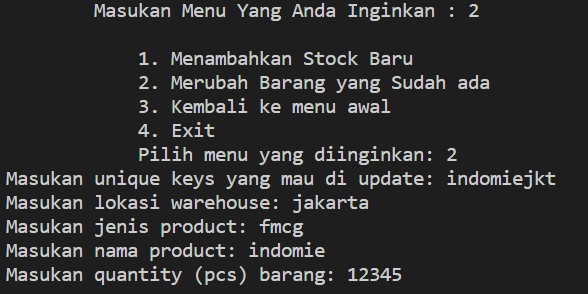 Masukan Menu Yang Anda Inginkan : 2
1. Menambahkan Stock Baru
2. Merubah Barang yang Sudah ada
3. Kembali ke menu awal
4. Exit
Pilih menu yang diinginkan: 2
Masukan unique keys yang mau di update: indomiejkt
Masukan lokasi warehouse: jakarta
Masukan jenis product: fmcg
Masukan nama product: indomie
Masukan quantity (pcs) barang: 12345